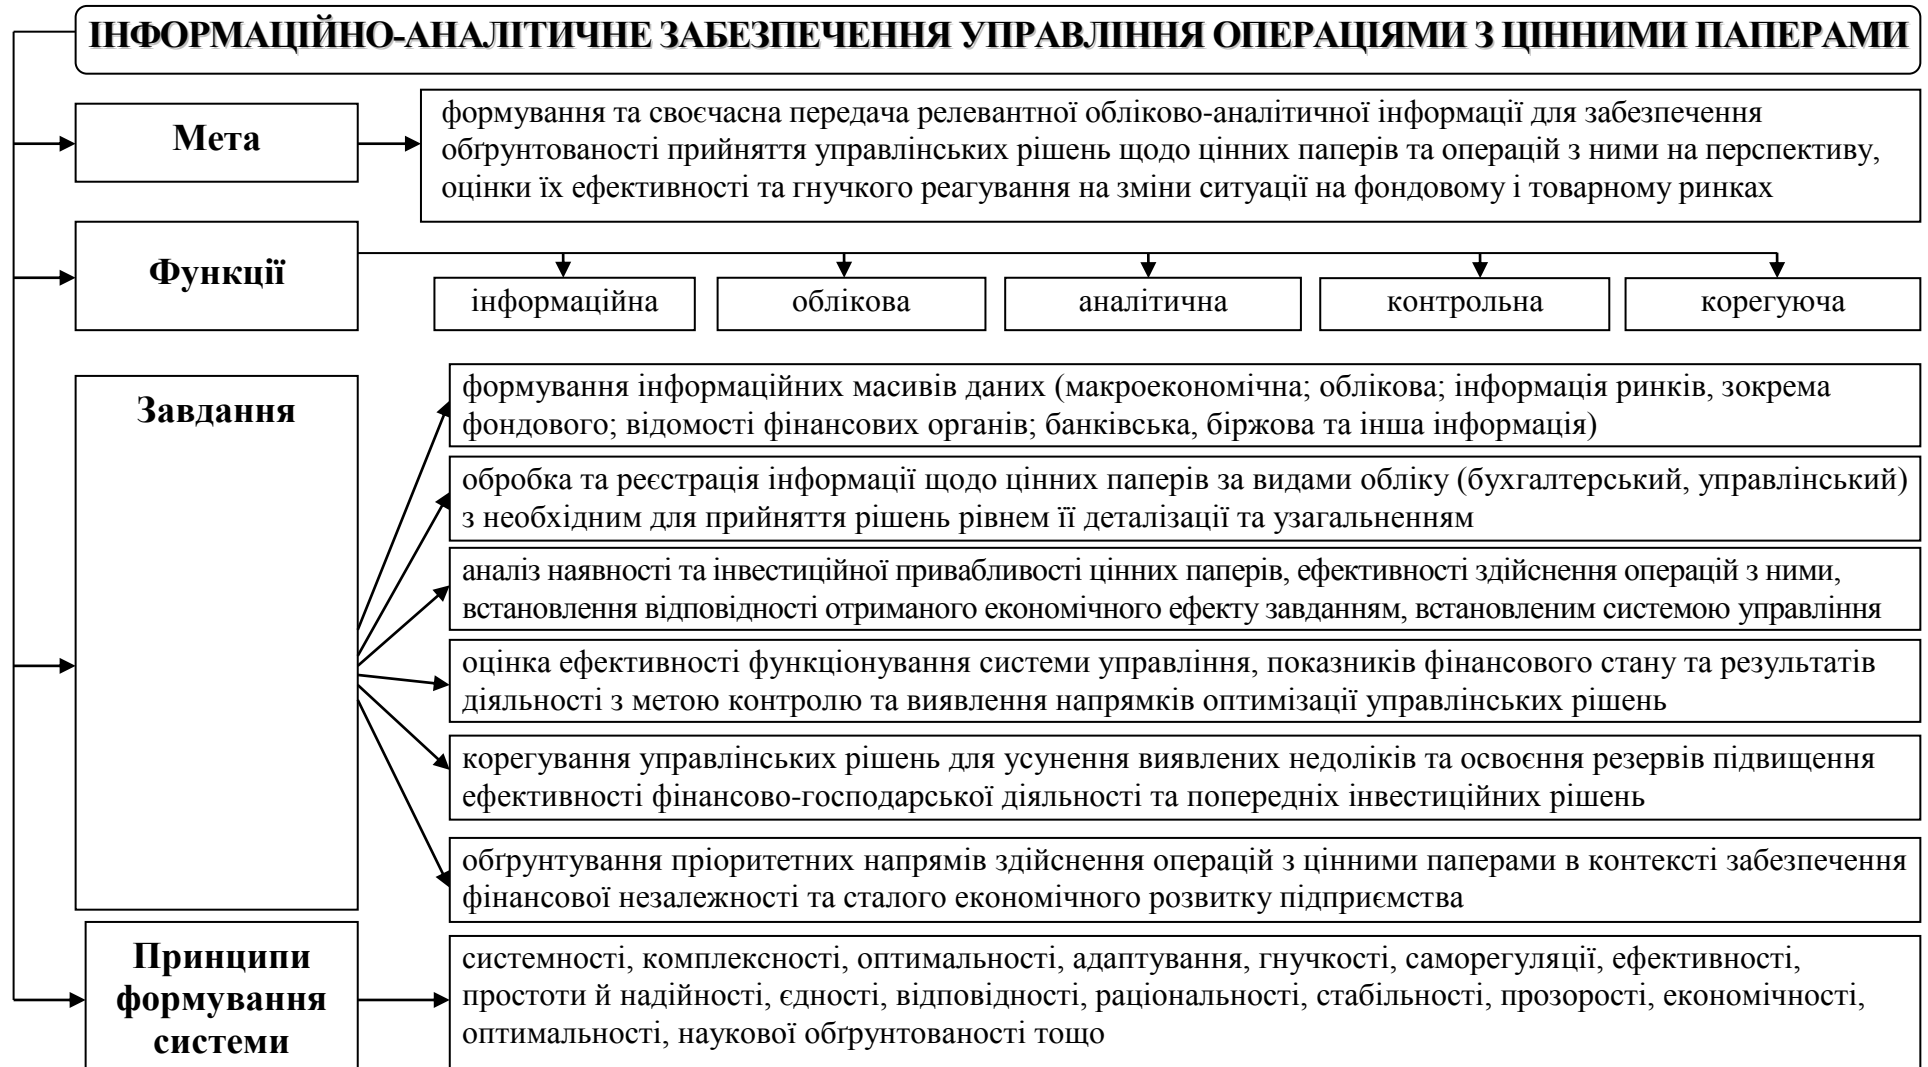 ІНФОРМАЦІЙНО-АНАЛІТИЧНЕ ЗАБЕЗПЕЧЕННЯ УПРАВЛІННЯ ОПЕРАЦІЯМИ З ЦІННИМИ ПАПЕРАМИ
Мета
формування та своєчасна передача релевантної обліково-аналітичної інформації для забезпечення
обґрунтованості прийняття управлінських рішень щодо цінних паперів та операцій з ними на перспективу,
оцінки їх ефективності та гнучкого реагування на зміни ситуації на фондовому і товарному ринках
Функції
інформаційна
облікова
аналітична
контрольна
корегуюча
Завдання
формування інформаційних масивів даних (макроекономічна; облікова; інформація ринків, зокрема
фондового; відомості фінансових органів; банківська, біржова та інша інформація)
обробка та реєстрація інформації щодо цінних паперів за видами обліку (бухгалтерський, управлінський)
з необхідним для прийняття рішень рівнем її деталізації та узагальненням
аналіз наявності та інвестиційної привабливості цінних паперів, ефективності здійснення операцій з ними,
встановлення відповідності отриманого економічного ефекту завданням, встановленим системою управління
оцінка ефективності функціонування системи управління, показників фінансового стану та результатів
діяльності з метою контролю та виявлення напрямків оптимізації управлінських рішень
корегування управлінських рішень для усунення виявлених недоліків та освоєння резервів підвищення
ефективності фінансово-господарської діяльності та попередніх інвестиційних рішень
обґрунтування пріоритетних напрямів здійснення операцій з цінними паперами в контексті забезпечення
фінансової незалежності та сталого економічного розвитку підприємства
Принципи
формування
системи
системності, комплексності, оптимальності, адаптування, гнучкості, саморегуляції, ефективності,
простоти й надійності, єдності, відповідності, раціональності, стабільності, прозорості, економічності,
оптимальності, наукової обґрунтованості тощо